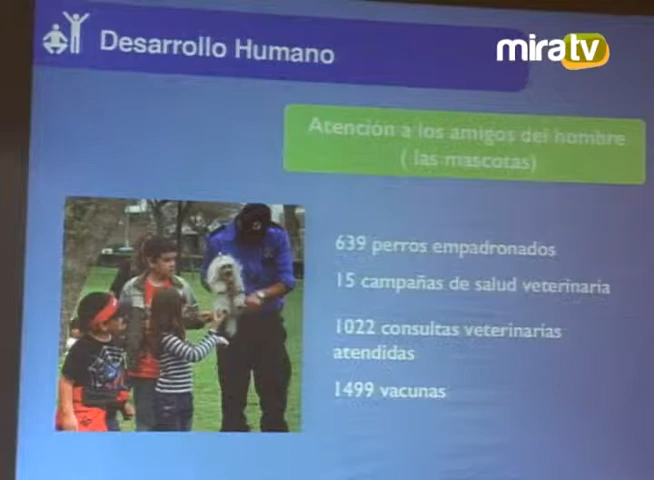 Desarrollo Humano
miratv
Atención a los amigos del hombre
( las mascotas)
639 perros empadronados
15 campañas de salud veterinaria
1022 consultas veterinarias
atendidas
1499 vacunas